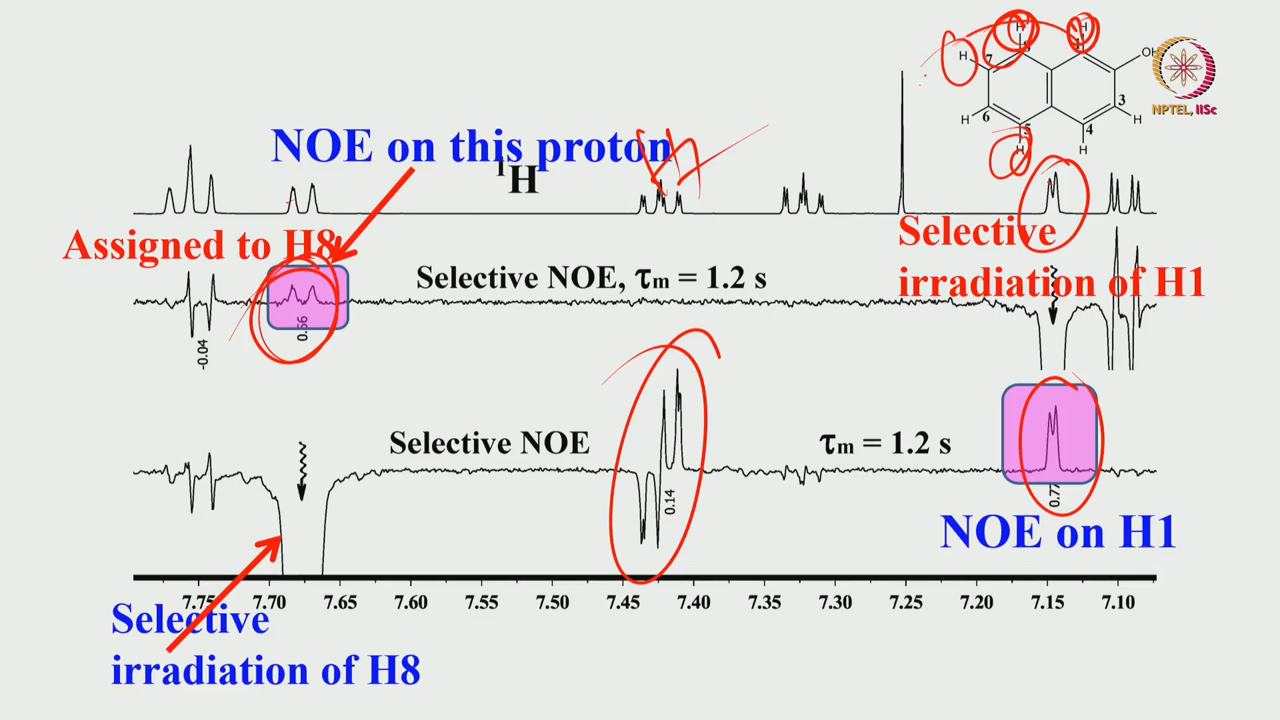 H
H
OH
H
7
8
3
H
H
6
5
4
H
H
NPTEL, IISc
NOE on this proton
¹H
Assigned to H8
Selective
irradiation of H1
Selective NOE, τm = 1.2 s
-0.04
0.56
Selective NOE
τm = 1.2 s
0.14
0.77
NOE on H1
7.75 7.70 7.65 7.60 7.55 7.50 7.45 7.40 7.35 7.30 7.25 7.20 7.15 7.10
Selective
irradiation of H8